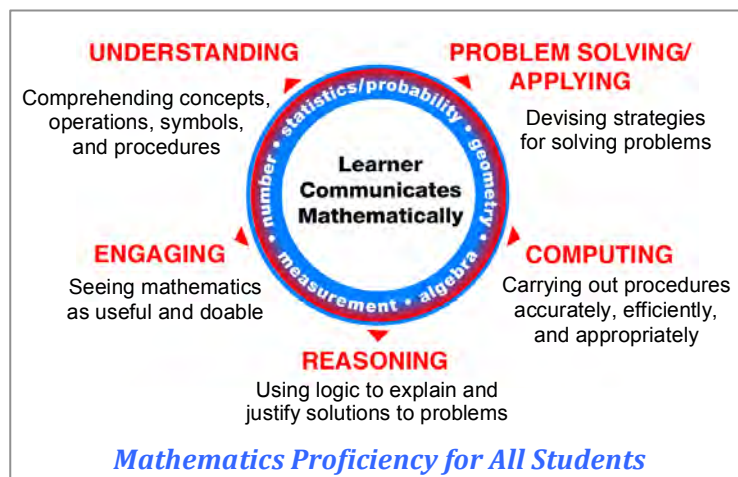 UNDERSTANDING
Comprehending concepts,
operations, symbols,
and procedures
PROBLEM SOLVING/
APPLYING
Devising strategies
for solving problems
number • statistics/probability • geometry • algebra • measurement •
Learner
Communicates
Mathematically
ENGAGING
Seeing mathematics
as useful and doable
COMPUTING
Carrying out procedures
accurately, efficiently,
and appropriately
REASONING
Using logic to explain and
justify solutions to problems
Mathematics Proficiency for All Students